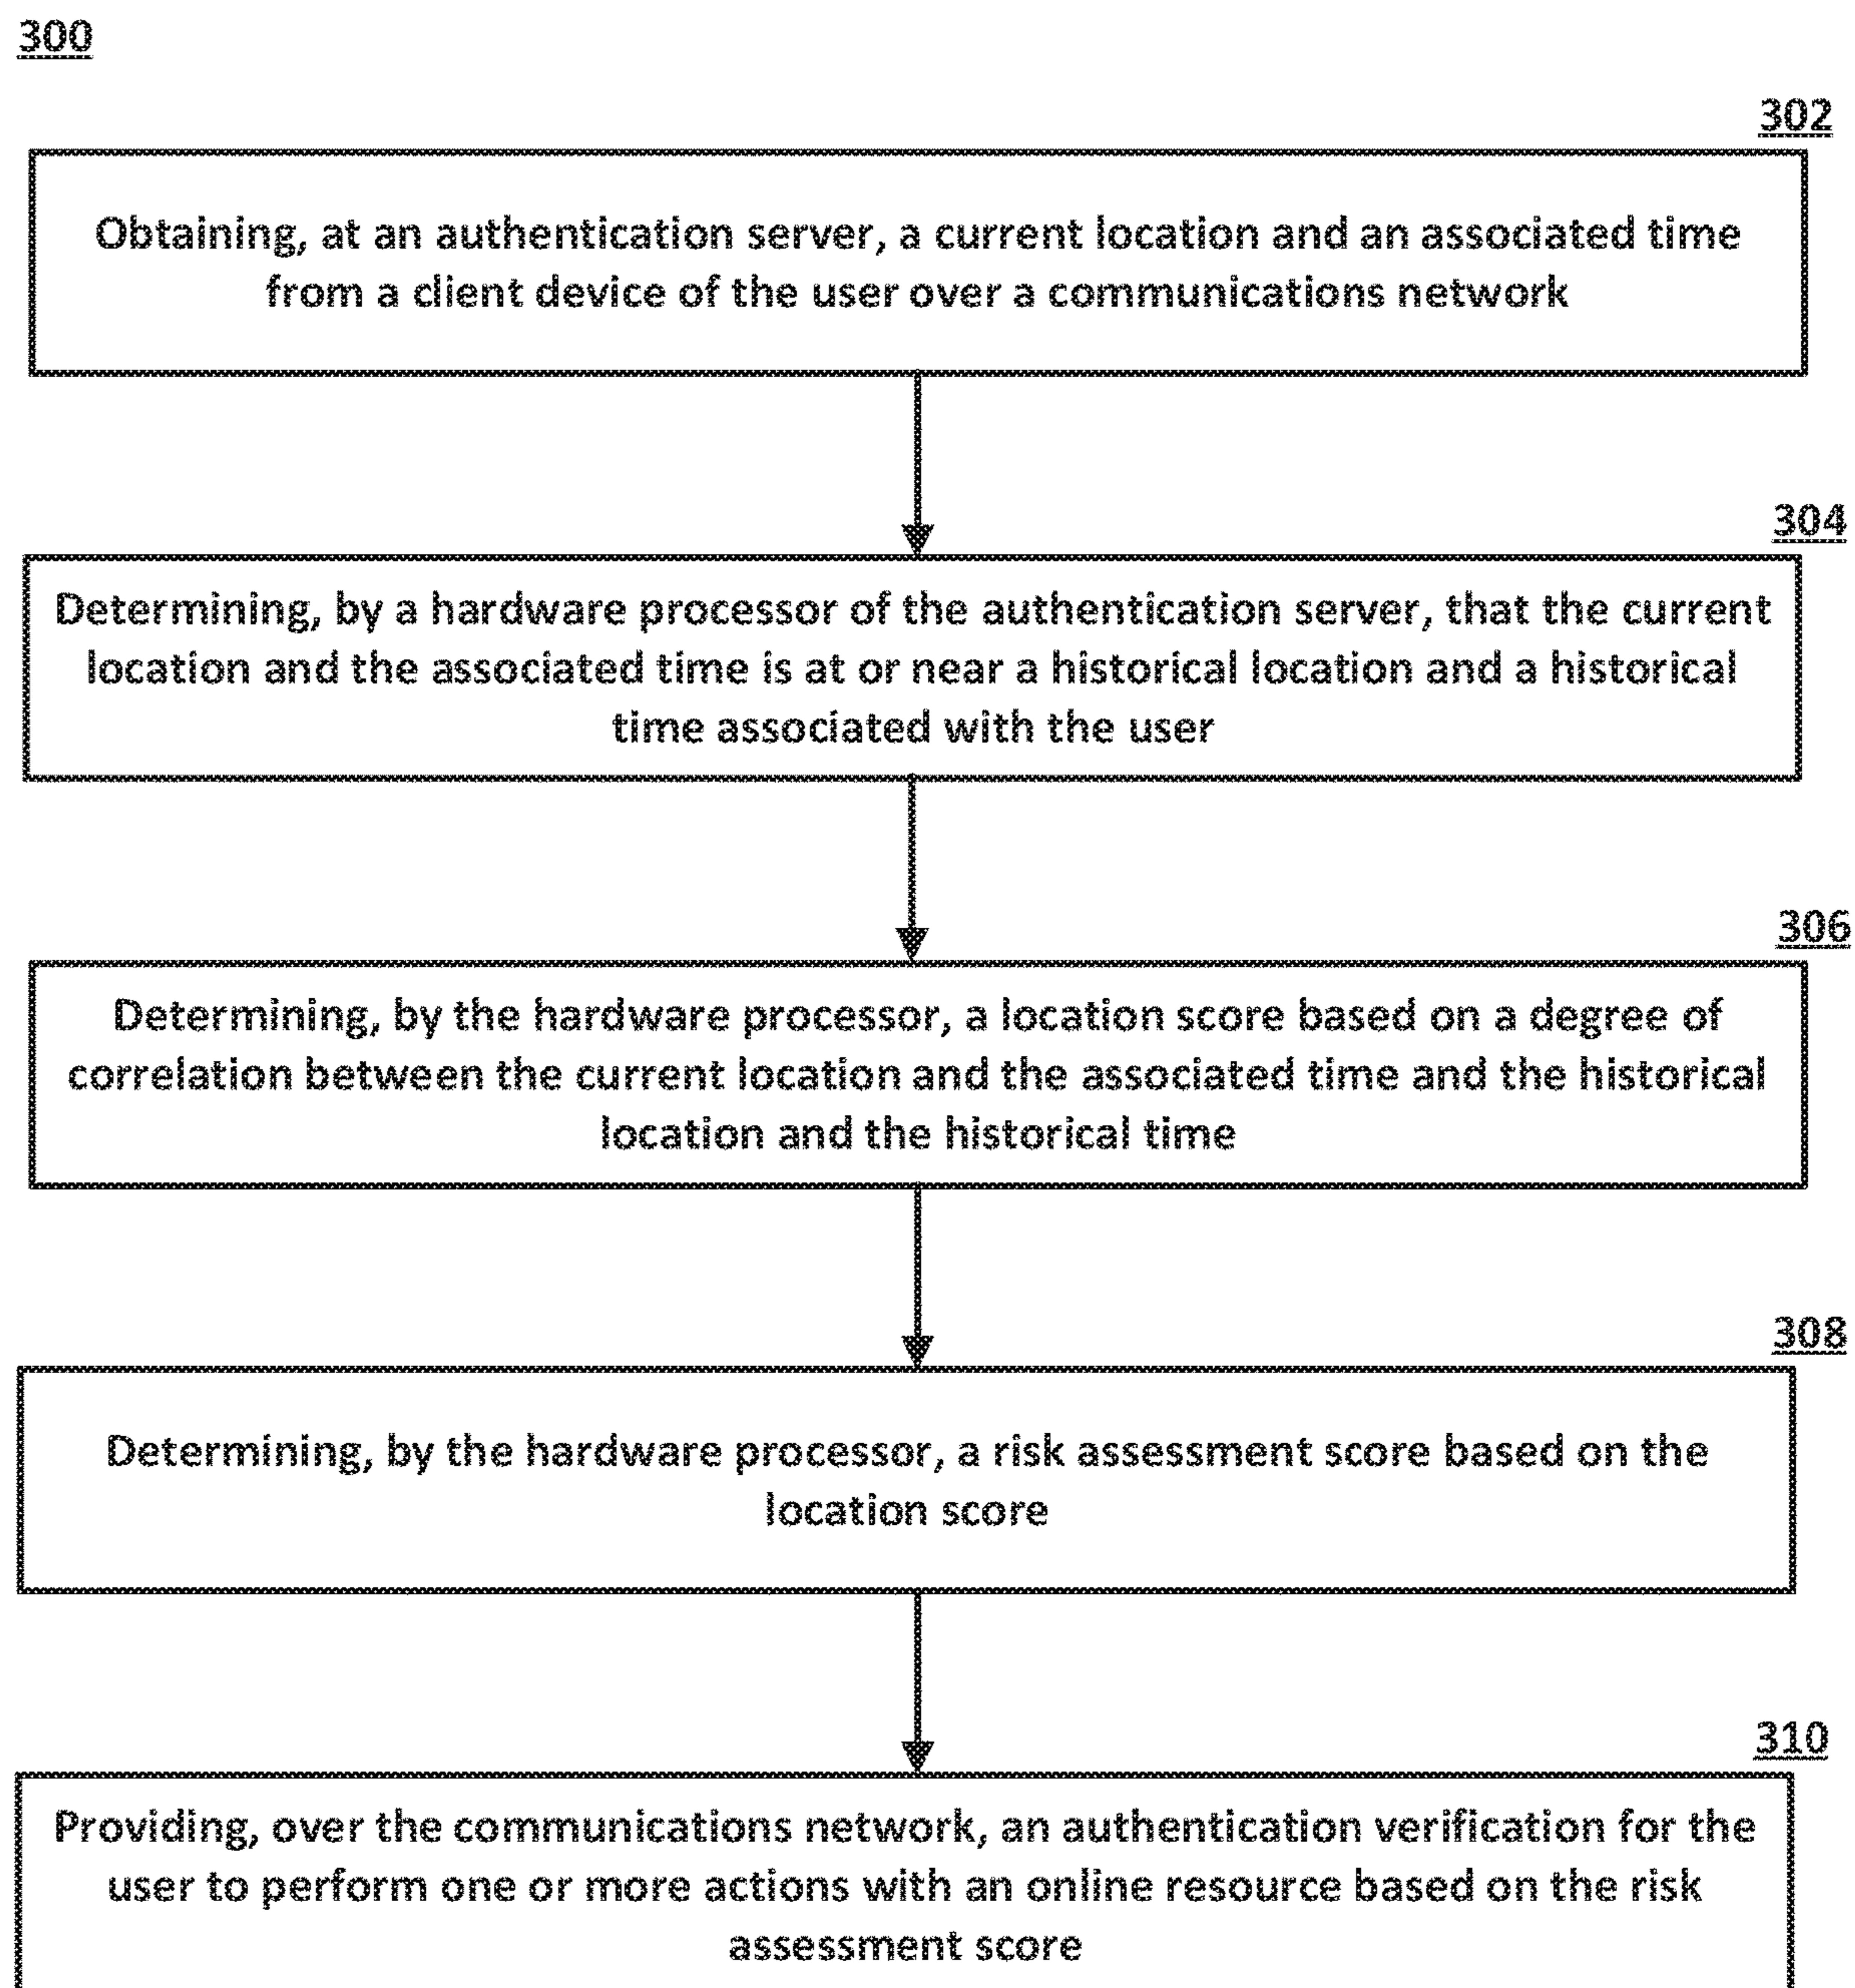 300
302
Obtaining, at an authentication server, a current location and an associated time
from a client device of the user over a communications network
304
Determining, by a hardware processor of the authentication server, that the current
location and the associated time is at or near a historical location and a historical
time associated with the user
306
Determining, by the hardware processor, a location score based on a degree of
correlation between the current location and the associated time and the historical
location and the historical time
308
Determining, by the hardware processor, a risk assessment score based on the
location score
310
Providing, over the communications network, an authentication verification for the
user to perform one or more actions with an online resource based on the risk
assessment score